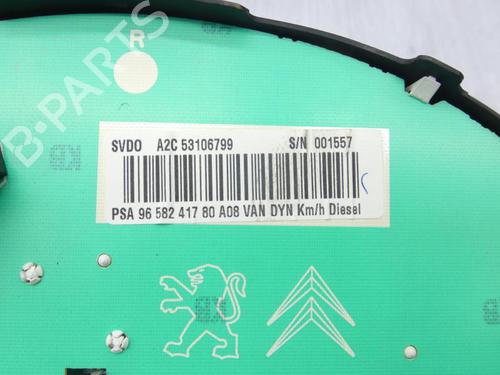 R
B-PARTS
SVDO A2C 53106799 S/N 001557
PSA 96 582 417 80 A08 VAN DYN Km/h Diesel